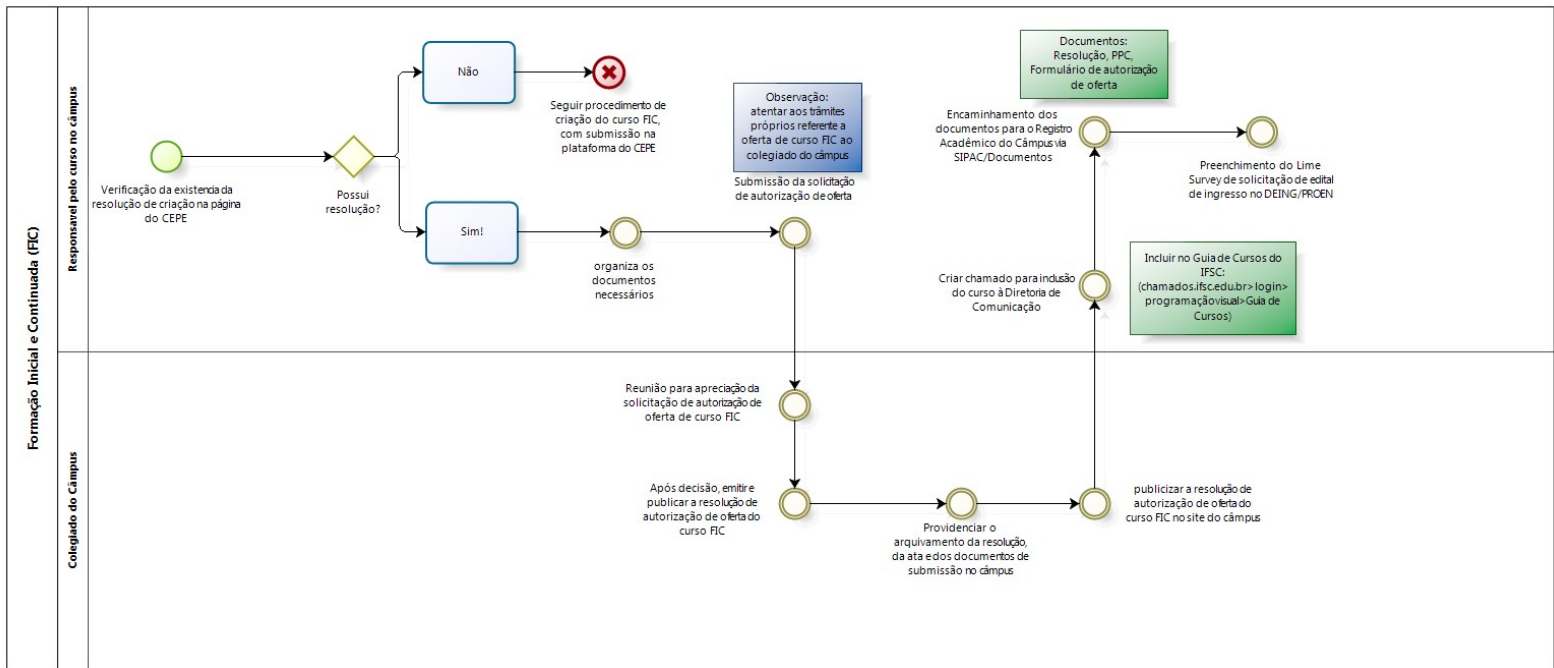 Formação Inicial e Continuada (FIC)
Responsavel pelo curso no câmpus
Verificação da existencia da
resolução de criação na página
do CEPE
Possui
resolução?
Não
Seguir procedimento de
criação do curso FIC,
com submissão na
plataforma do CEPE
Sim!
organiza os
documentos
necessários
Observação:
atentar aos trâmites
próprios referente a
oferta de curso FIC ao
colegiado do câmpus
Submissão da solicitação
de autorização de oferta
Documentos:
Resolução, PPC,
Formulário de autorização
de oferta
Encaminhamento dos
documentos para o Registro
Acadêmico do Câmpus via
SIPAC/Documentos
Preenchimento do Lime
Survey de solicitação de edital
de ingresso no DEING/PROEN
Criar chamado para inclusão
do curso à Diretoria de
Comunicação
Incluir no Guia de Cursos do
IFSC:
(chamados.ifsc.edu.br>login>
programaçãovisual>Guia de
Cursos)
Colegiado do Câmpus
Reunião para apreciação da
solicitação de autorização de
oferta de curso FIC
Após decisão, emitir e
publicar a resolução de
autorização de oferta do
curso FIC
Providenciar o
arquivamento da resolução,
da ata e dos documentos de
submissão no câmpus
publicizar a resolução de
autorização de oferta do
curso FIC no site do câmpus